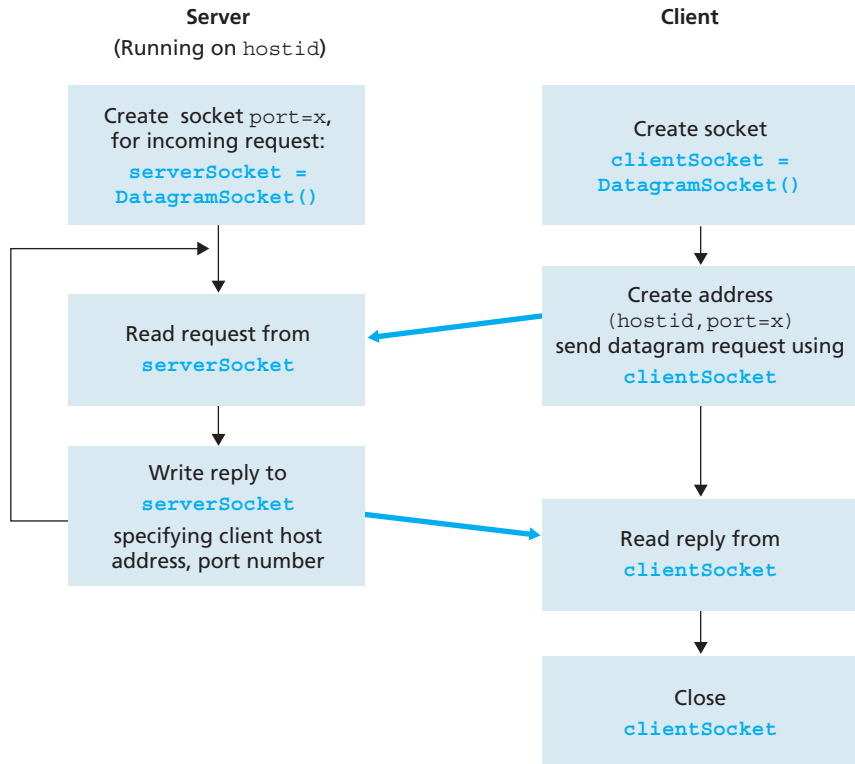 Server
(Running on hostid)
Create socket port=x,
for incoming request:
serverSocket =
DatagramSocket()
Read request from
serverSocket
Write reply to
serverSocket
specifying client host
address, port number
Client
Create socket
clientSocket =
DatagramSocket()
Create address
(hostid,port=x)
send datagram request using
clientSocket
Read reply from
clientSocket
Close
clientSocket